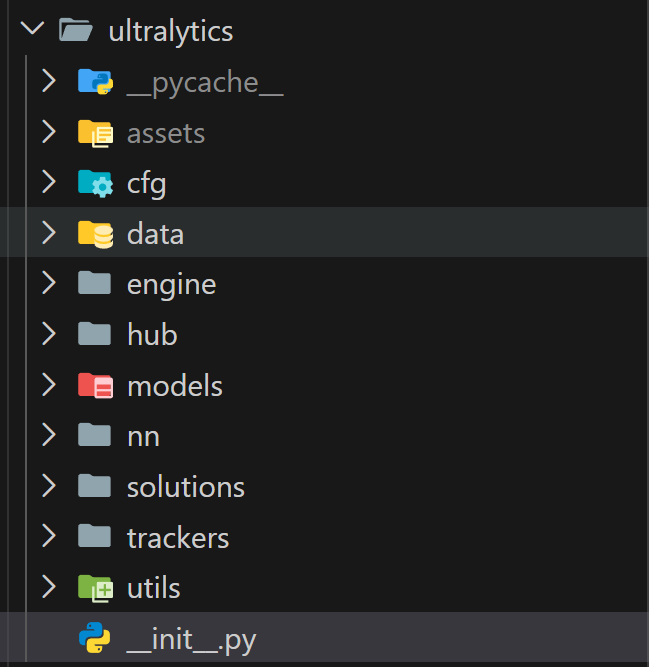 ultralytics
__pycache__
assets
cfg
data
engine
hub
models
nn
solutions
trackers
utils
__init__.py